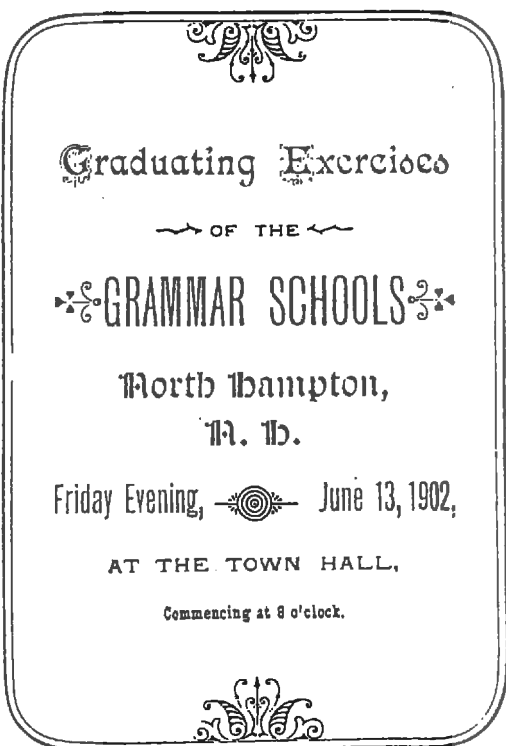 Graduating Exercises
OF THE
GRAMMAR SCHOOLS
North Hampton,
N. H.
Friday Evening, June 13, 1902,
AT THE TOWN HALL,
Commencing at 8 o'clock.